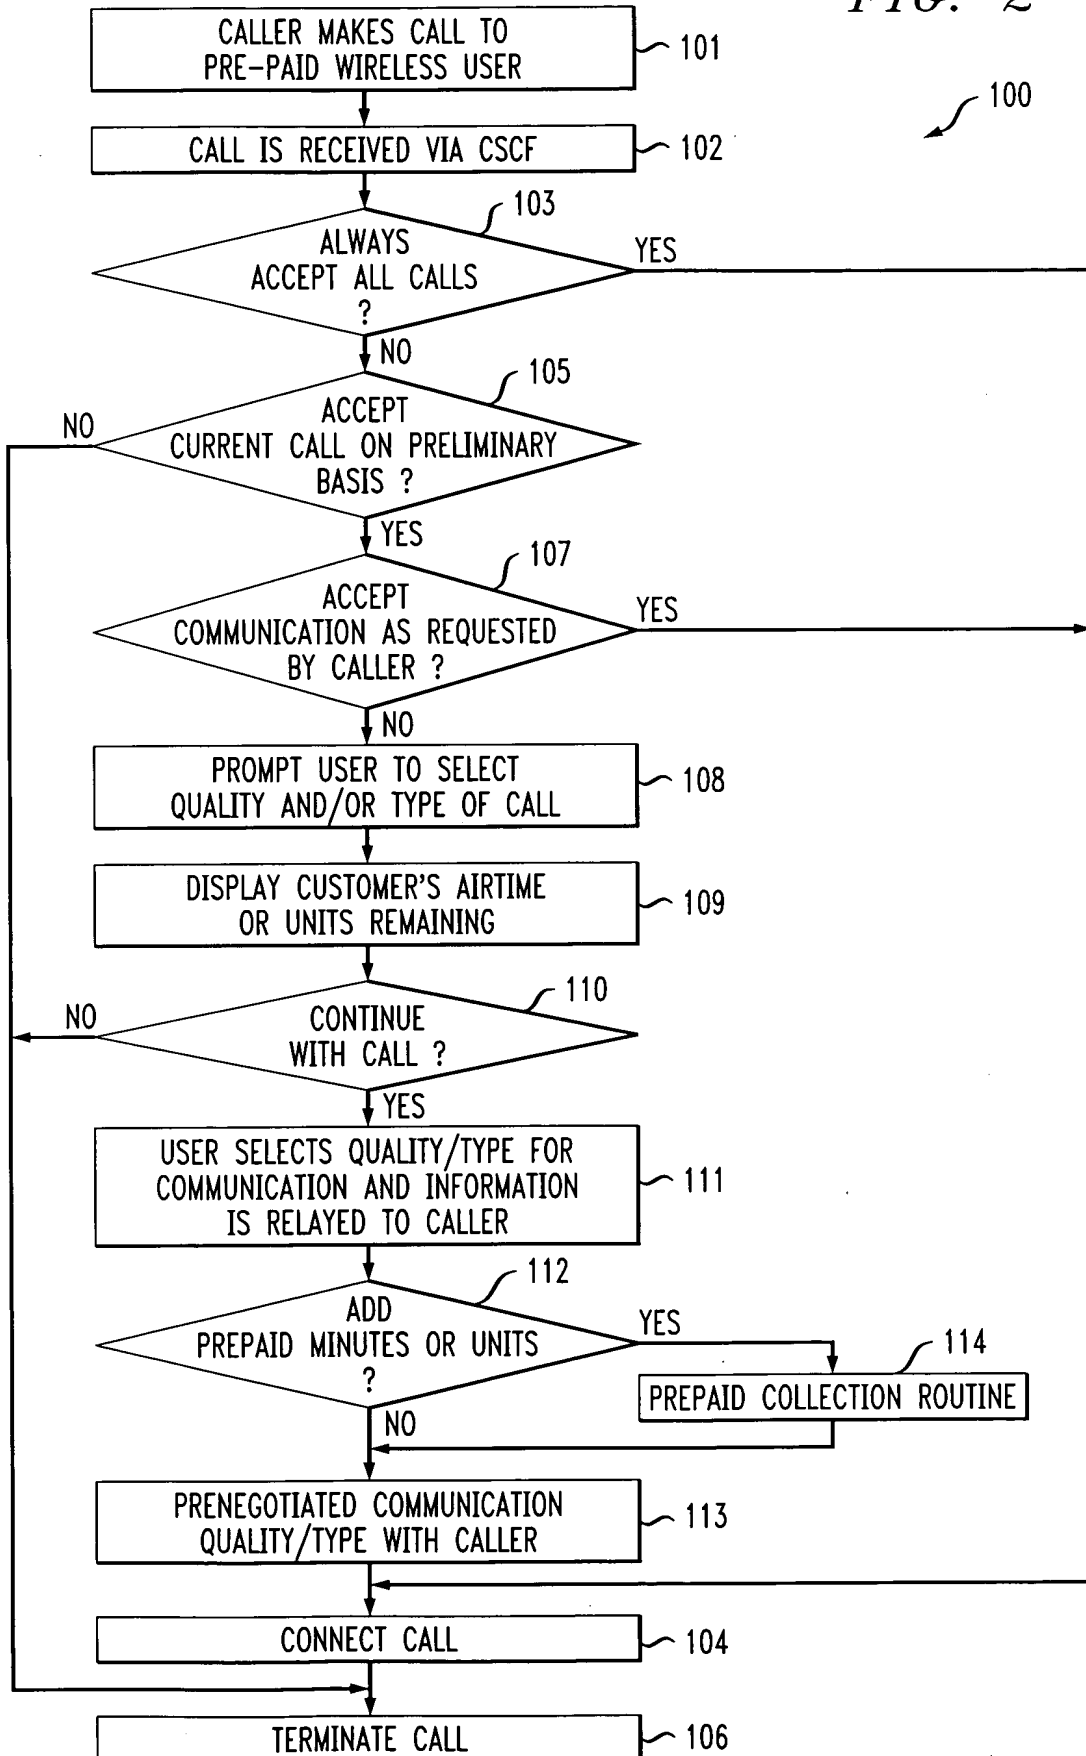 FIG. 2
CALLER MAKES CALL TO
PRE-PAID WIRELESS USER
101
100
CALL IS RECEIVED VIA CSCF
102
103
ALWAYS
ACCEPT ALL CALLS
?
YES
NO
105
ACCEPT
CURRENT CALL ON PRELIMINARY
BASIS ?
NO
YES
107
ACCEPT
COMMUNICATION AS REQUESTED
BY CALLER ?
YES
NO
PROMPT USER TO SELECT
QUALITY AND/OR TYPE OF CALL
108
DISPLAY CUSTOMER'S AIRTIME
OR UNITS REMAINING
109
110
CONTINUE
WITH CALL ?
NO
YES
USER SELECTS QUALITY/TYPE FOR
COMMUNICATION AND INFORMATION
IS RELAYED TO CALLER
111
112
ADD
PREPAID MINUTES OR UNITS
?
YES
114
PREPAID COLLECTION ROUTINE
NO
PRENEGOTIATED COMMUNICATION
QUALITY/TYPE WITH CALLER
113
CONNECT CALL
104
TERMINATE CALL
106